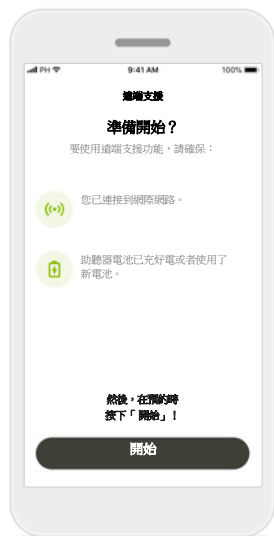 PH 9:41 AM 100%
遠端支援
準備開始？
要使用遠端支援功能，請確保：
您已連接到網際網路。
助聽器電池已充好電或者使用了
新電池。
然後，在預約時
按下「開始」！
開始